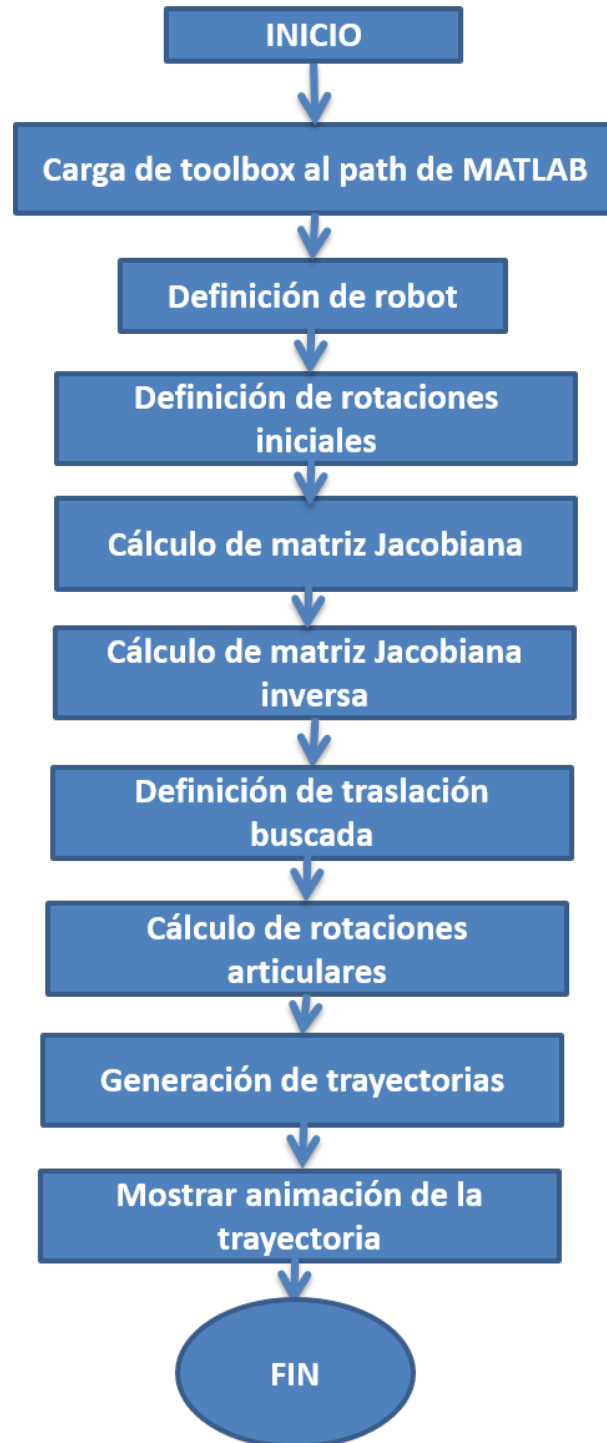 INICIO
Carga de toolbox al path de MATLAB
Definición de robot
Definición de rotaciones
iniciales
Cálculo de matriz Jacobiana
Cálculo de matriz Jacobiana
inversa
Definición de traslación
buscada
Cálculo de rotaciones
articulares
Generación de trayectorias
Mostrar animación de la
trayectoria
FIN